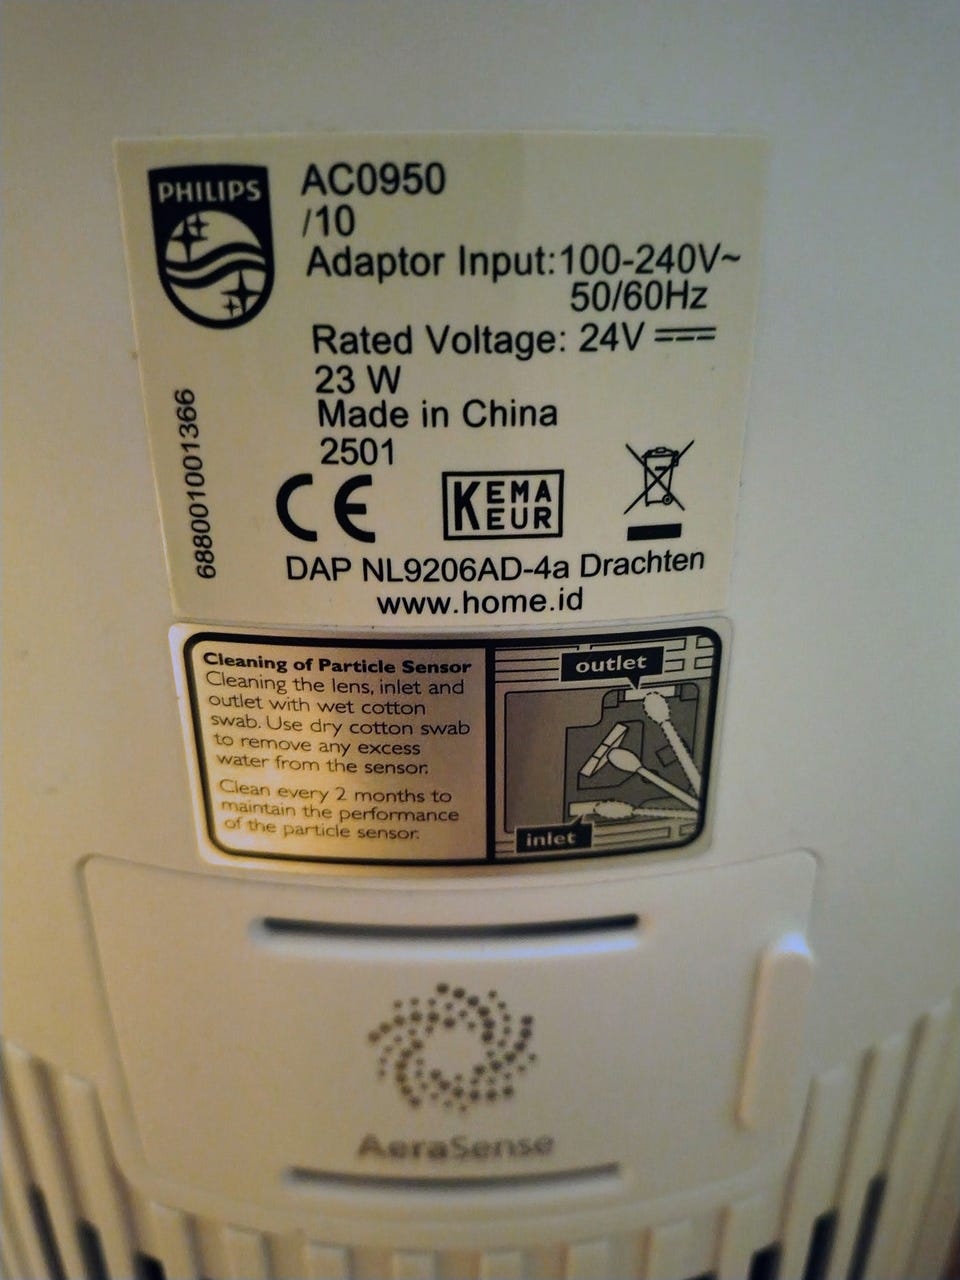 PHILIPS
AC0950
/10
Adaptor Input:100-240V~
50/60Hz
Rated Voltage: 24V
23 W
Made in China
2501
688001001366
CE
KEMA
EUR
DAP NL9206AD-4a Drachten
www.home.id
Cleaning of Particle Sensor
Cleaning the lens, inlet and
outlet with wet cotton
swab. Use dry cotton swab
to remove any excess
water from the sensor.
Clean every 2 months to
maintain the performance
of the particle sensor.
outlet
inlet
AeraSense